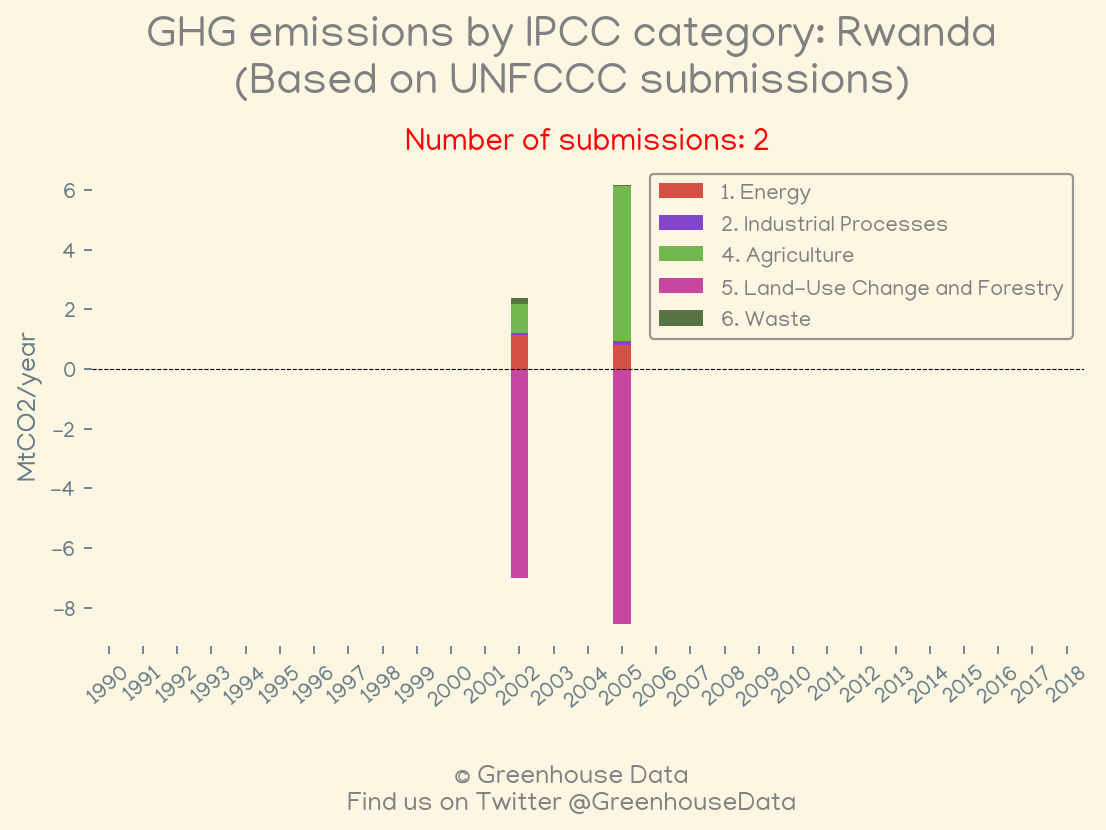 GHG emissions by IPCC category: Rwanda
(Based on UNFCCC submissions)
Number of submissions: 2
1. Energy
2. Industrial Processes
4. Agriculture
5. Land-Use Change and Forestry
6. Waste
MtCO2/year
6
4
2
0
−2
−4
−6
−8
1990 1991 1992 1993 1994 1995 1996 1997 1998 1999 2000 2001 2002 2003 2004 2005 2006 2007 2008 2009 2010 2011 2012 2013 2014 2015 2016 2017 2018
© Greenhouse Data
Find us on Twitter @GreenhouseData